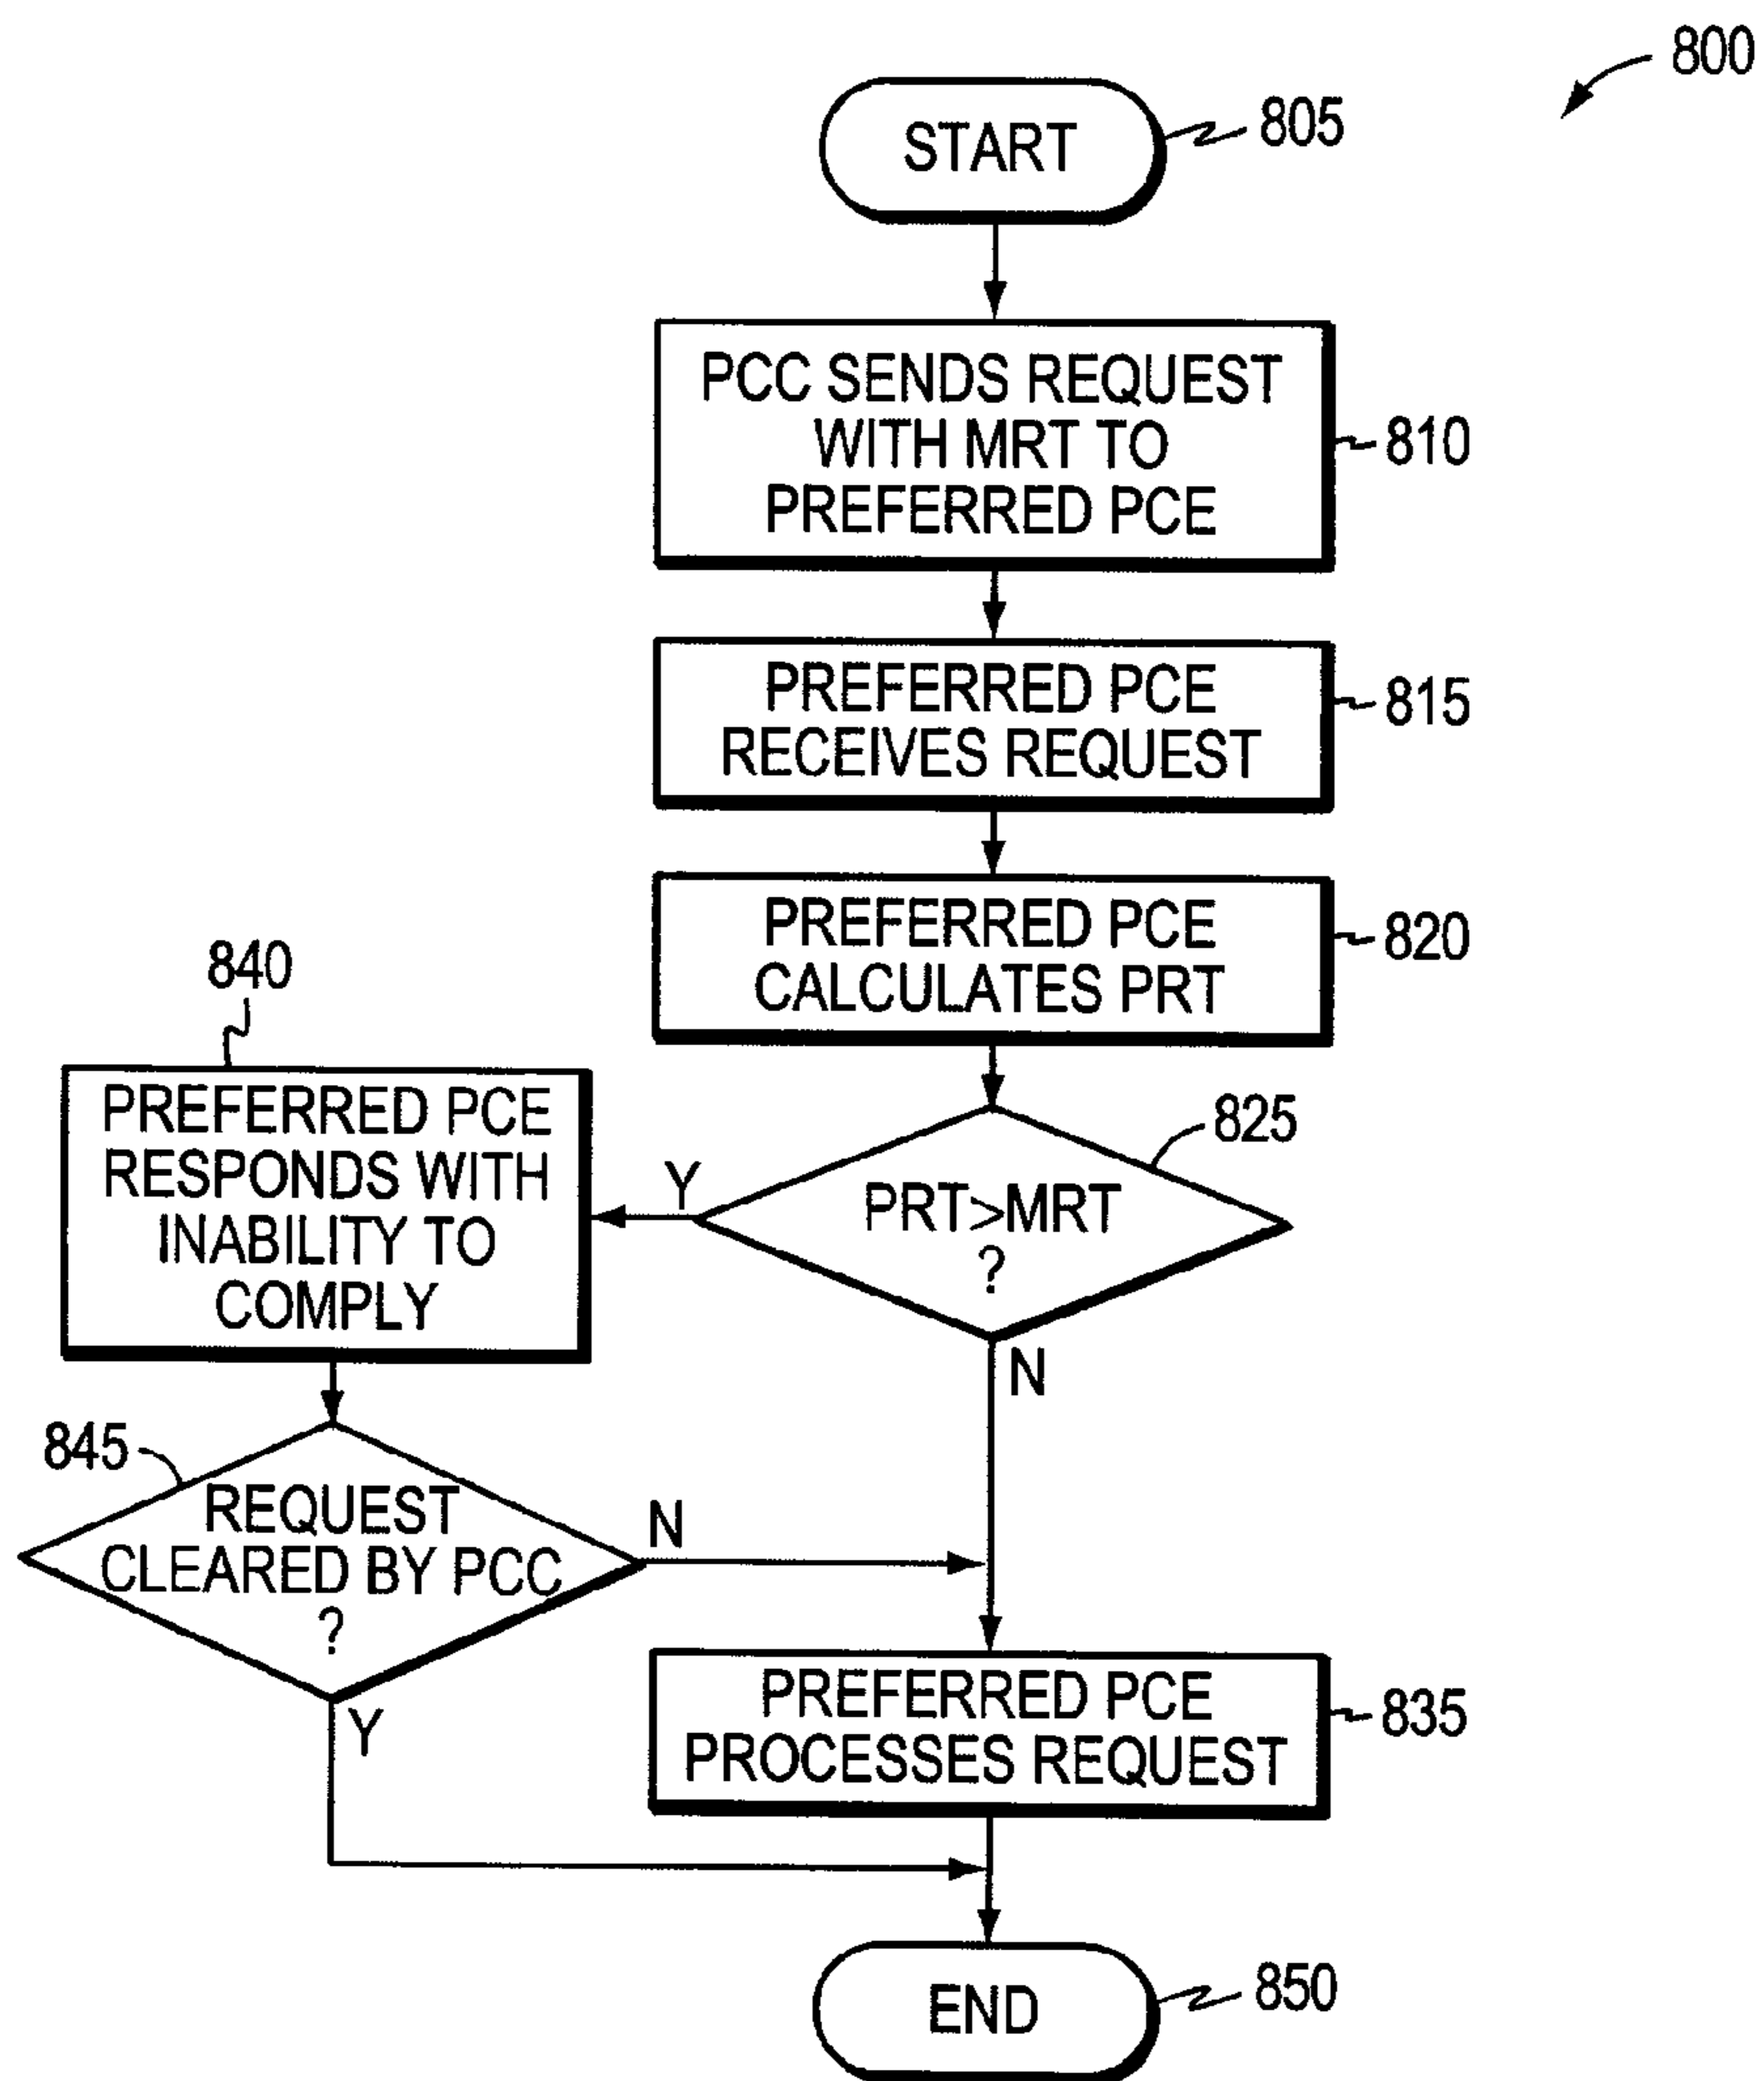 800
START
805
PCC SENDS REQUEST
WITH MRT TO
PREFERRED PCE
810
PREFERRED PCE
RECEIVES REQUEST
815
PREFERRED PCE
CALCULATES PRT
820
840
PREFERRED PCE
RESPONDS WITH
INABILITY TO
COMPLY
Y
825
PRT>MRT
?
N
845
REQUEST
CLEARED BY PCC
?
N
Y
PREFERRED PCE
PROCESSES REQUEST
835
END
850